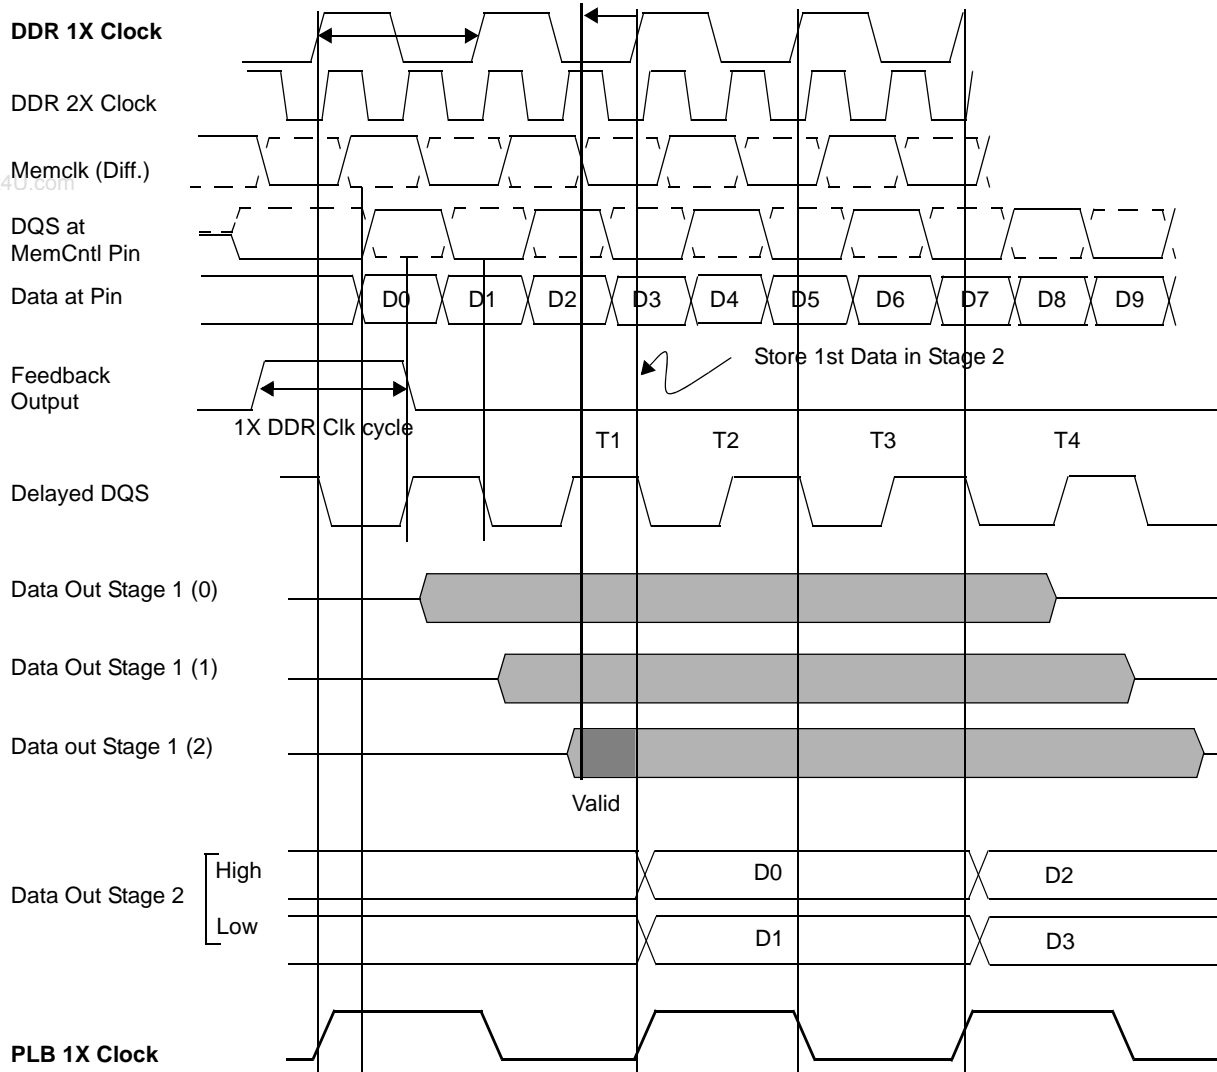 DDR 1X Clock
DDR 2X Clock
Memclk (Diff.)
4U.com
DQS at
MemCntl Pin
Data at Pin
D0 D1 D2 D3 D4 D5 D6 D7 D8 D9
Store 1st Data in Stage 2
Feedback
Output
1X DDR Clk cycle
T1 T2 T3 T4
Delayed DQS
Data Out Stage 1 (0)
Data Out Stage 1 (1)
Data out Stage 1 (2)
Valid
High
D0 D2
Data Out Stage 2
Low
D1 D3
PLB 1X Clock